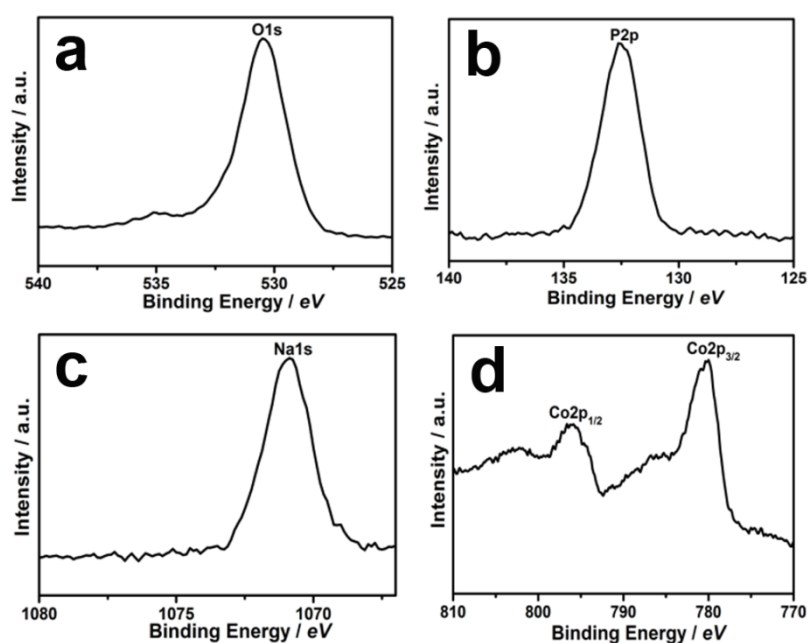 a
O1s
Intensity / a.u.
540 535 530 525
Binding Energy / eV
b
P2p
Intensity / a.u.
140 135 130 125
Binding Energy / eV
c
Na1s
Intensity / a.u.
1080 1075 1070
Binding Energy / eV
d
Co2p3/2
Co2p1/2
Intensity / a.u.
810 800 790 780 770
Binding Energy / eV